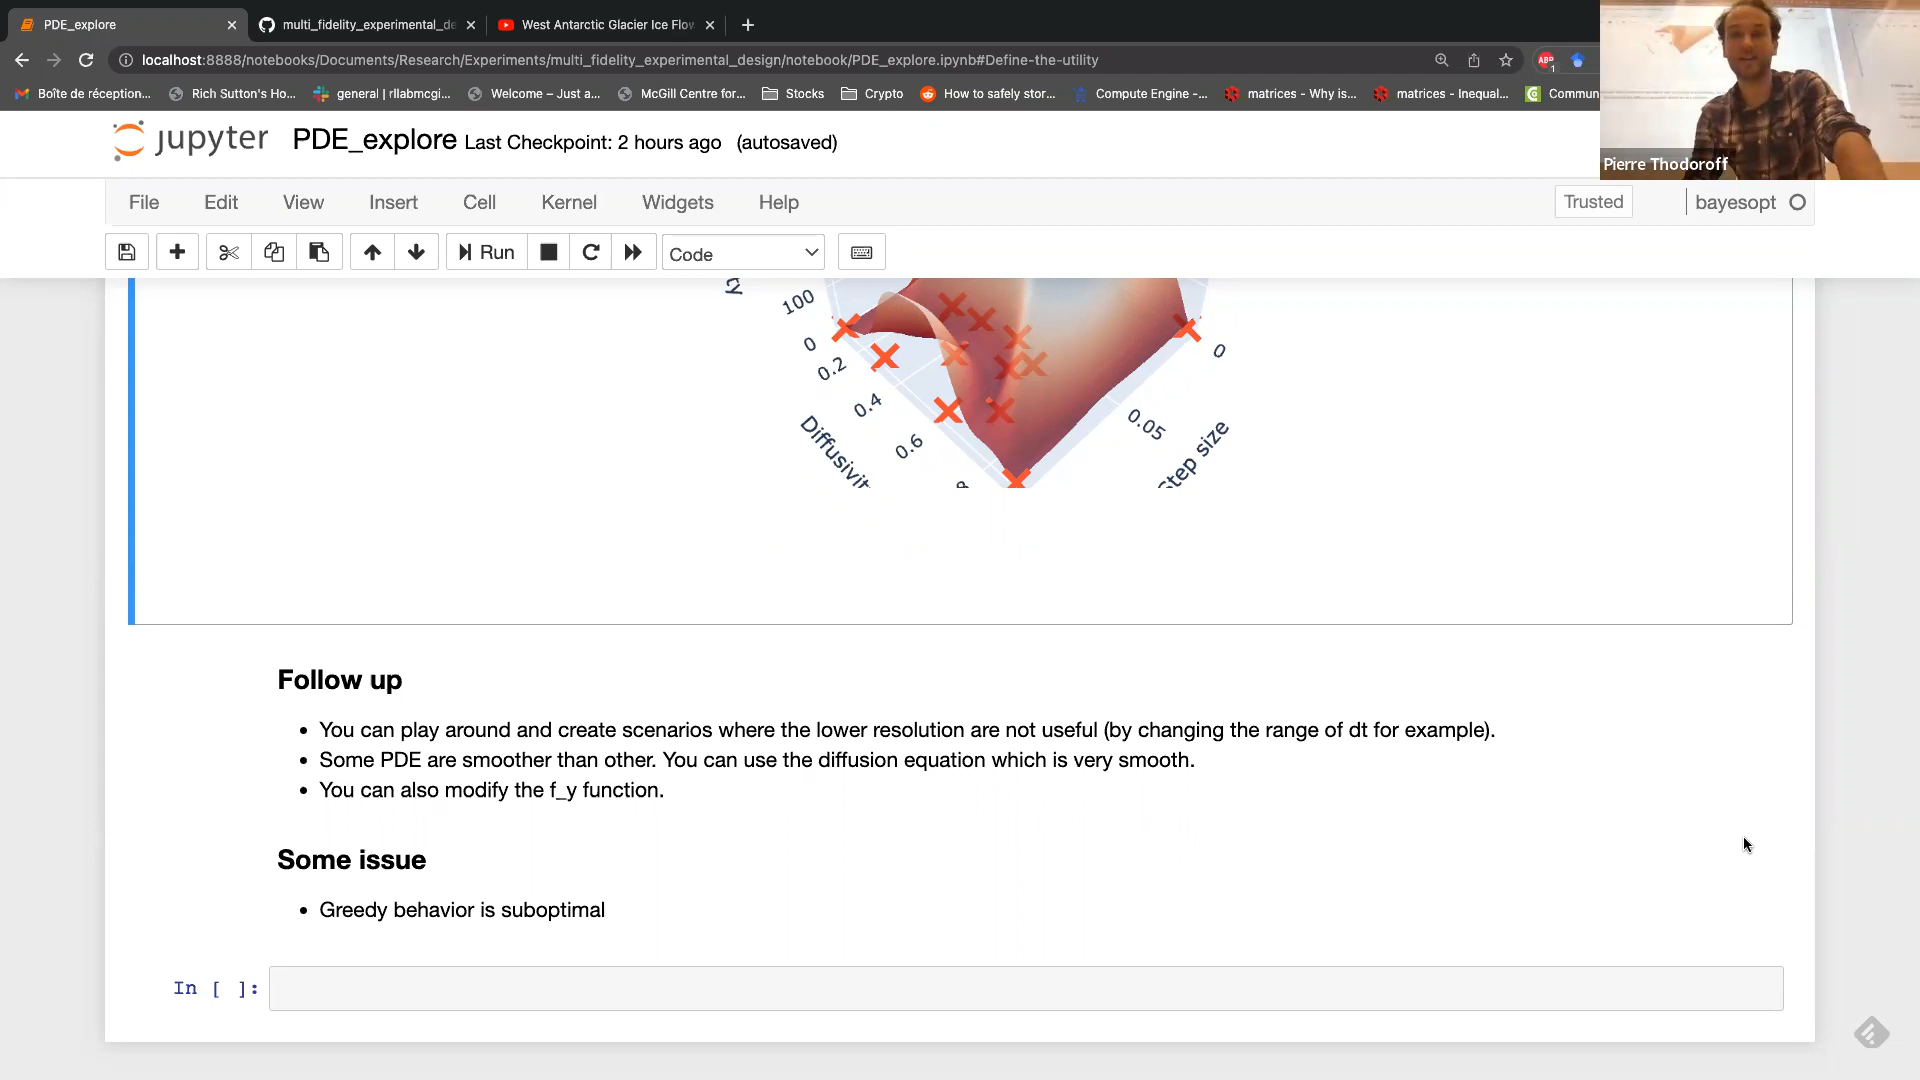 PDE_explore
multi_fidelity_experimental_de
West Antarctic Glacier Ice Flov
localhost:8888/notebooks/Documents/Research/Experiments/multi_fidelity_experimental_design/notebook/PDE_explore.ipynb#Define-the-utility
ABP
1
Boîte de réception...
Rich Sutton's Ho...
general | rllabmcgi...
Welcome – Just a...
McGill Centre for...
Stocks
Crypto
How to safely stor...
Compute Engine -...
matrices - Why is...
matrices - Inequal...
Commun
Pierre Thodoroff
jupyter PDE_explore Last Checkpoint: 2 hours ago (autosaved)
File Edit View Insert Cell Kernel Widgets Help
Trusted
bayesopt
Run
Code
100
0
0.2
0.4
0.6
0
0.05
Step size
Follow up
• You can play around and create scenarios where the lower resolution are not useful (by changing the range of dt for example).
• Some PDE are smoother than other. You can use the diffusion equation which is very smooth.
• You can also modify the f_y function.
Some issue
• Greedy behavior is suboptimal
In [ ]: